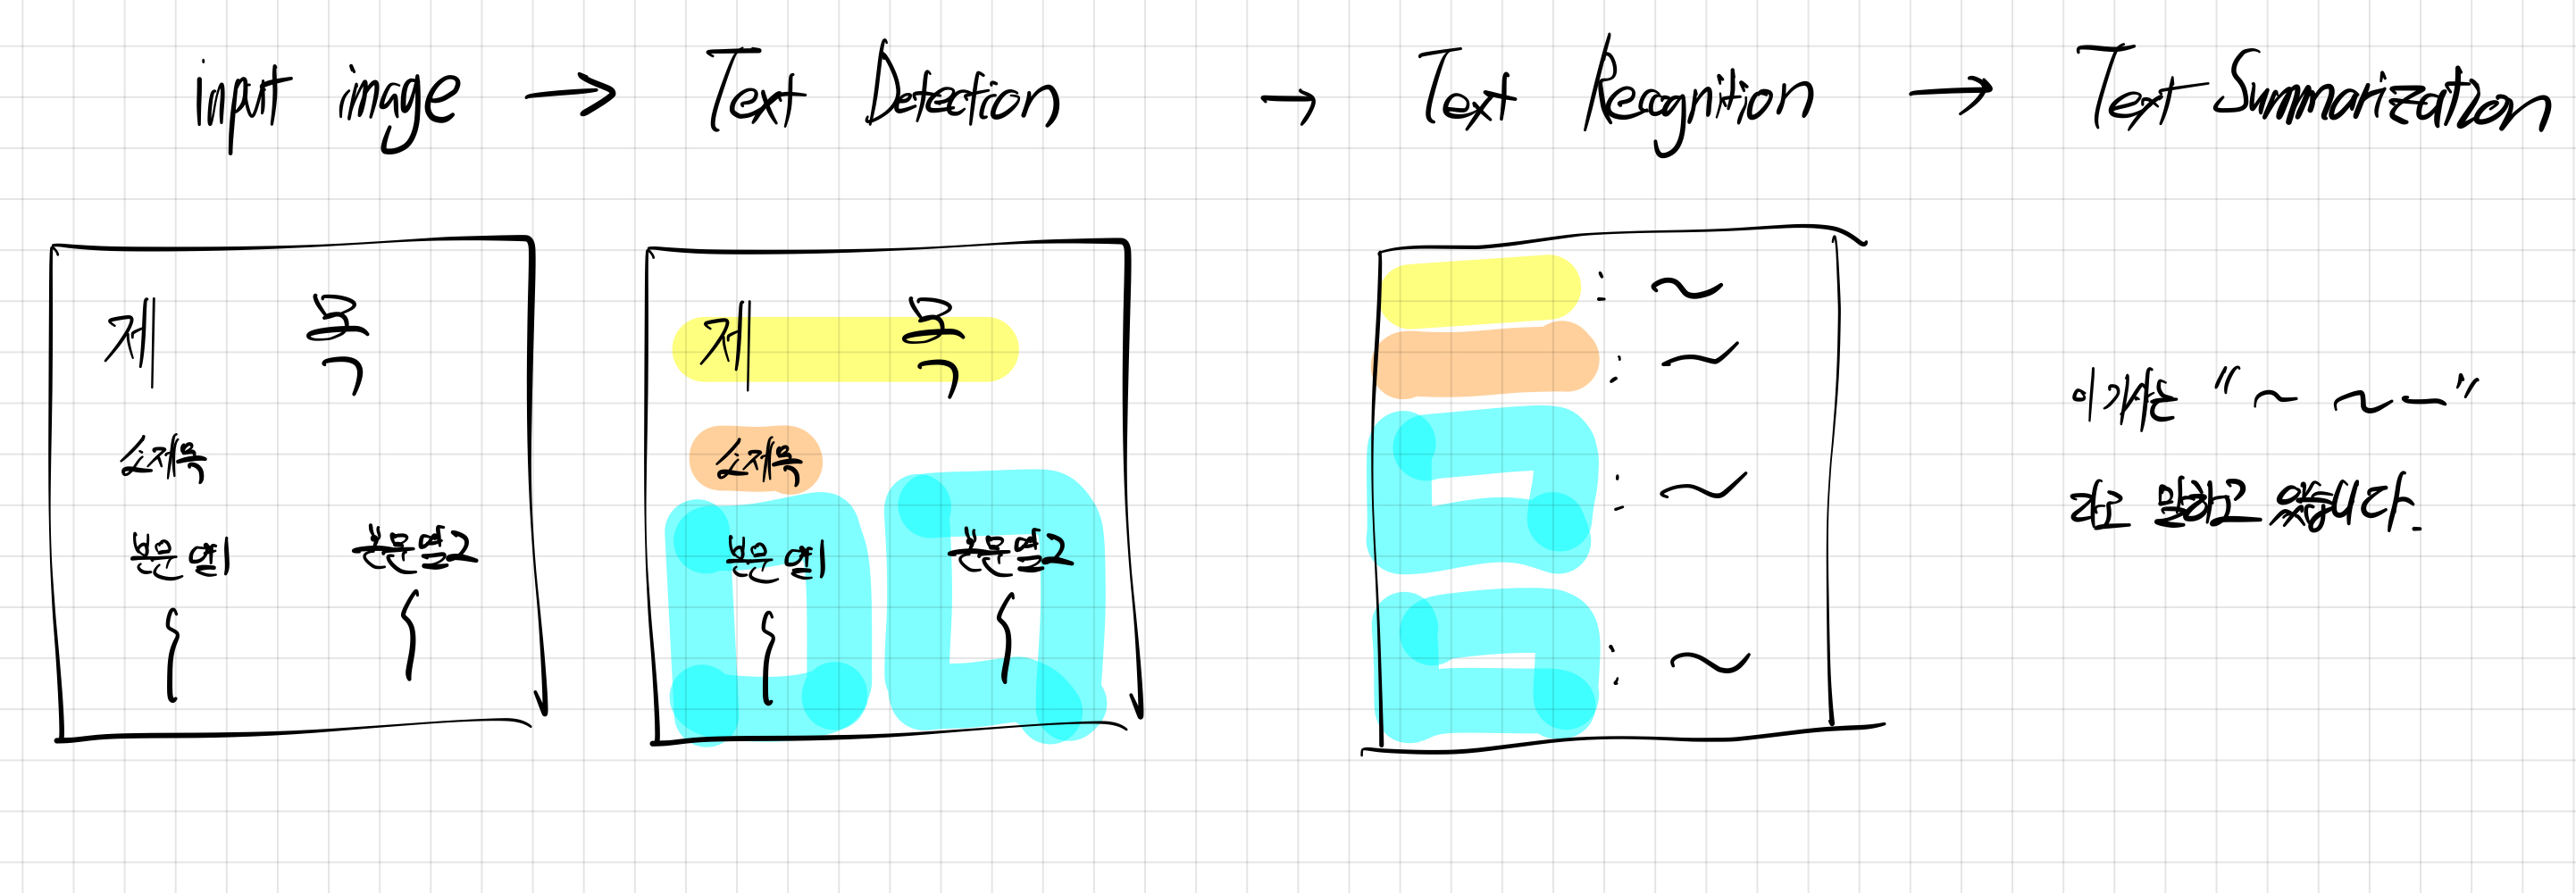 input image → Text Detection → Text Recognition → Text Summarization
제 목
소제목
본문 열1 본문 열2
제 목
소제목
본문 열1 본문 열2
: ~
: ~
: ~
: ~
이 기사는 "~ ~ ~"
라고 말하고 있습니다.